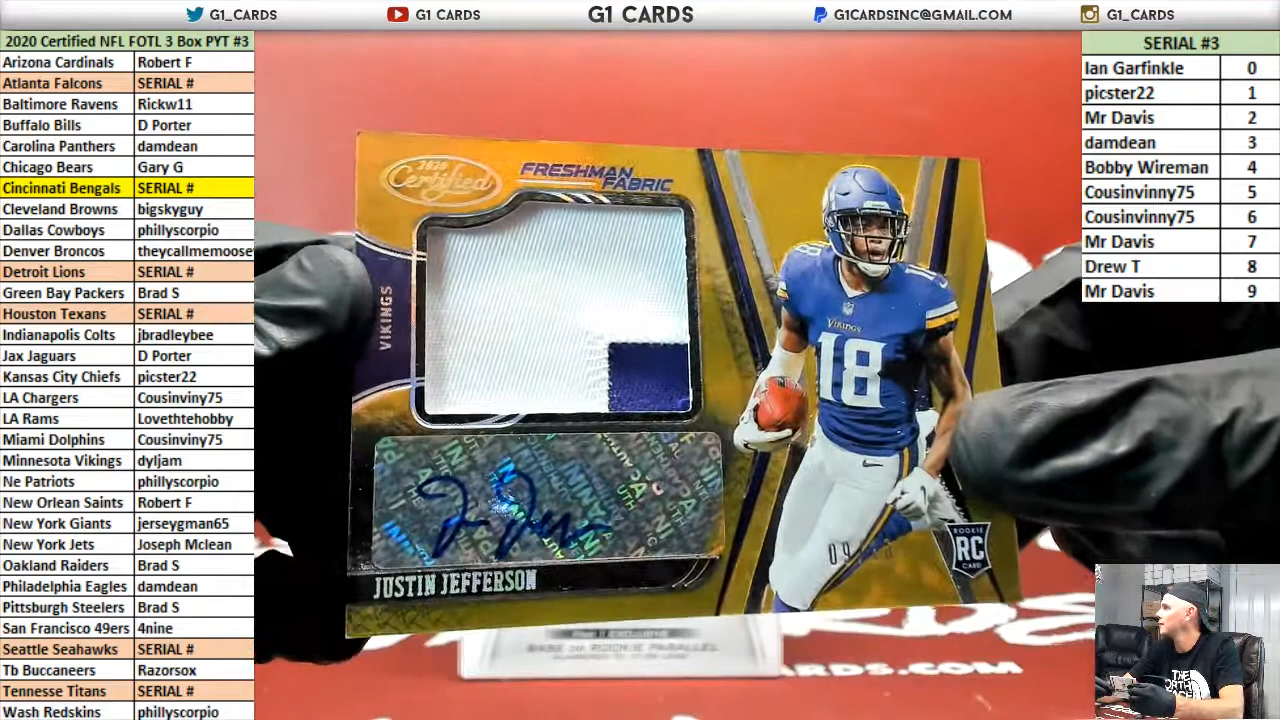 G1_CARDS
G1 CARDS
G1 CARDS
G1CARDSINC@GMAIL.COM
G1_CARDS
2020 Certified NFL FOTL 3 Box PYT #3
Arizona Cardinals Robert F
Atlanta Falcons SERIAL #
Baltimore Ravens Rickw11
Buffalo Bills D Porter
Carolina Panthers damdean
Chicago Bears Gary G
Cincinnati Bengals SERIAL #
Cleveland Browns bigskyguy
Dallas Cowboys phillyscorpio
Denver Broncos theycallmemoose
Detroit Lions SERIAL #
Green Bay Packers Brad S
Houston Texans SERIAL #
Indianapolis Colts jbradleybee
Jax Jaguars D Porter
Kansas City Chiefs picster22
LA Chargers Cousinviny75
LA Rams Lovethtehobby
Miami Dolphins Cousinviny75
Minnesota Vikings dyljam
Ne Patriots phillyscorpio
New Orlean Saints Robert F
New York Giants jerseygman65
New York Jets Joseph Mclean
Oakland Raiders Brad S
Philadelphia Eagles damdean
Pittsburgh Steelers Brad S
San Francisco 49ers 4nine
Seattle Seahawks SERIAL #
Tb Buccaneers Razorsox
Tennesse Titans SERIAL #
Wash Redskins phillyscorpio
2020
Certified
FRESHMAN
FABRIC
VIKINGS
JUSTIN JEFFERSON
18
VIKINGS
18
ROOKIE
RC
CARD
SERIAL #3
Ian Garfinkle 0
picster22 1
Mr Davis 2
damdean 3
Bobby Wireman 4
Cousinvinny75 5
Cousinvinny75 6
Mr Davis 7
Drew T 8
Mr Davis 9
THE
NORTH